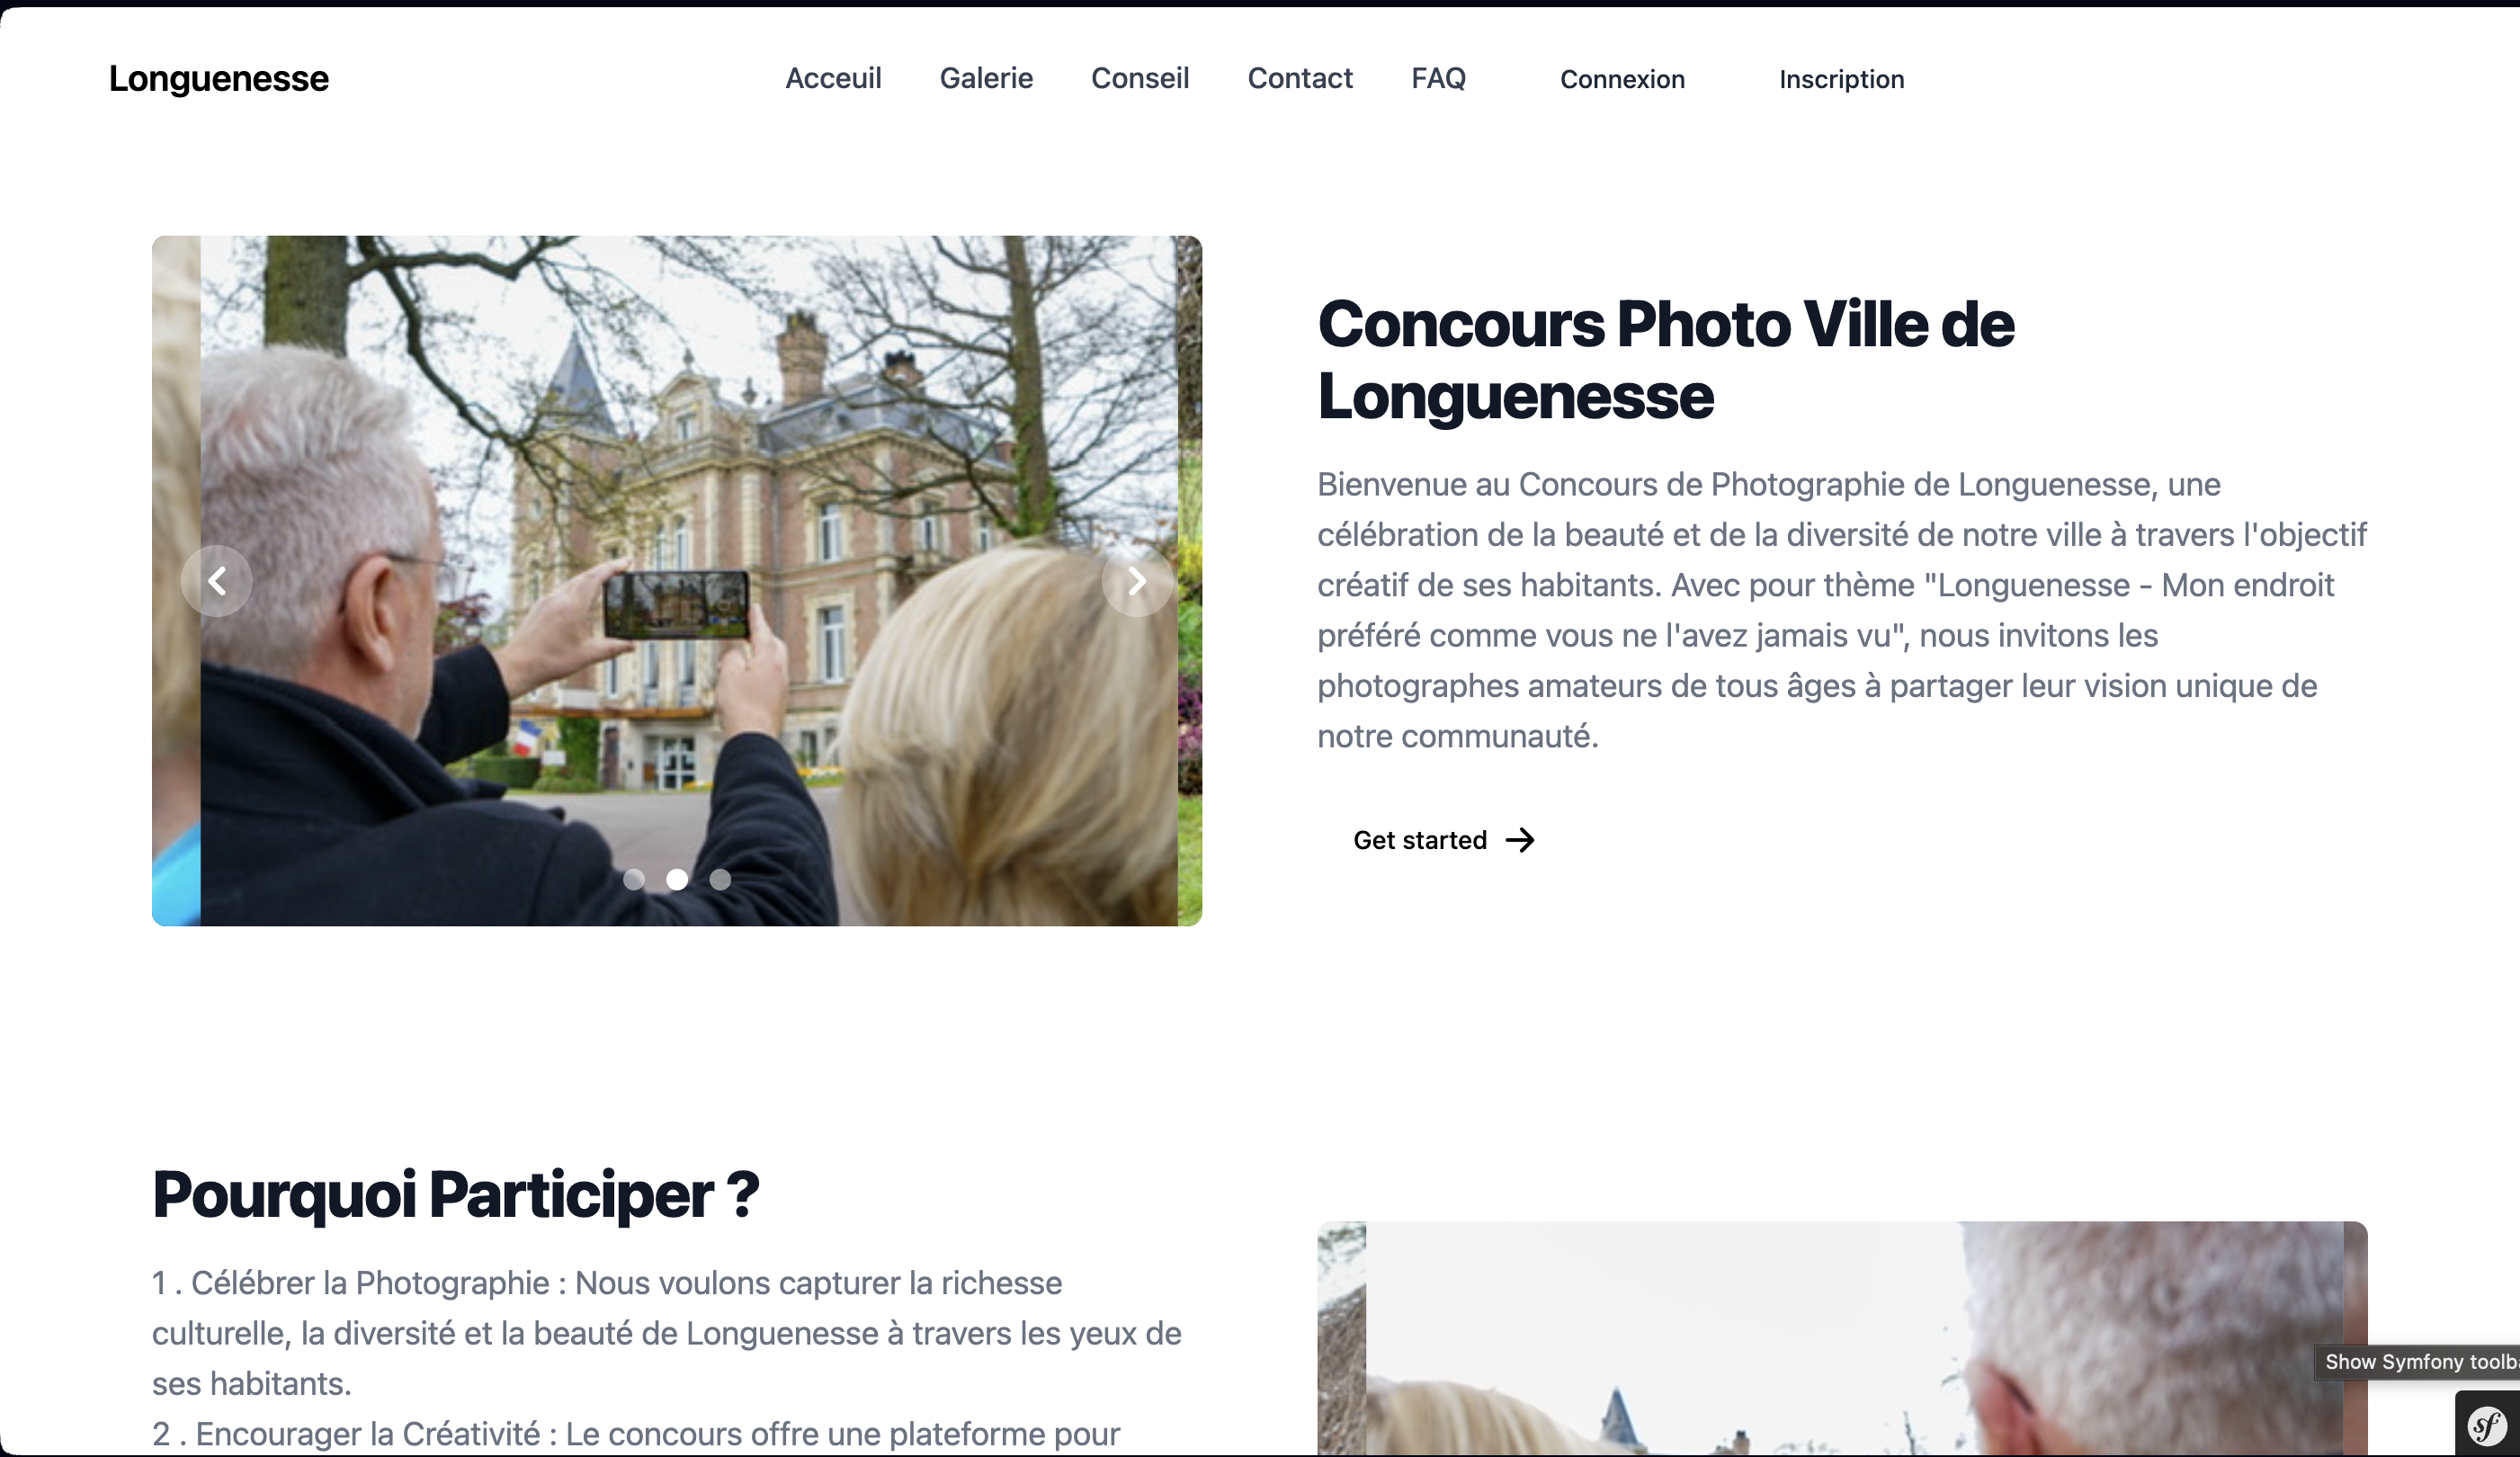 Longuenesse
Acceuil Galerie Conseil Contact FAQ Connexion Inscription
Concours Photo Ville de
Longuenesse
Bienvenue au Concours de Photographie de Longuenesse, une
célébration de la beauté et de la diversité de notre ville à travers l'objectif
créatif de ses habitants. Avec pour thème "Longuenesse - Mon endroit
préféré comme vous ne l'avez jamais vu", nous invitons les
photographes amateurs de tous âges à partager leur vision unique de
notre communauté.
Get started
Pourquoi Participer ?
1 . Célébrer la Photographie : Nous voulons capturer la richesse
culturelle, la diversité et la beauté de Longuenesse à travers les yeux de
ses habitants.
2 . Encourager la Créativité : Le concours offre une plateforme pour
Show Symfony toolb
sf